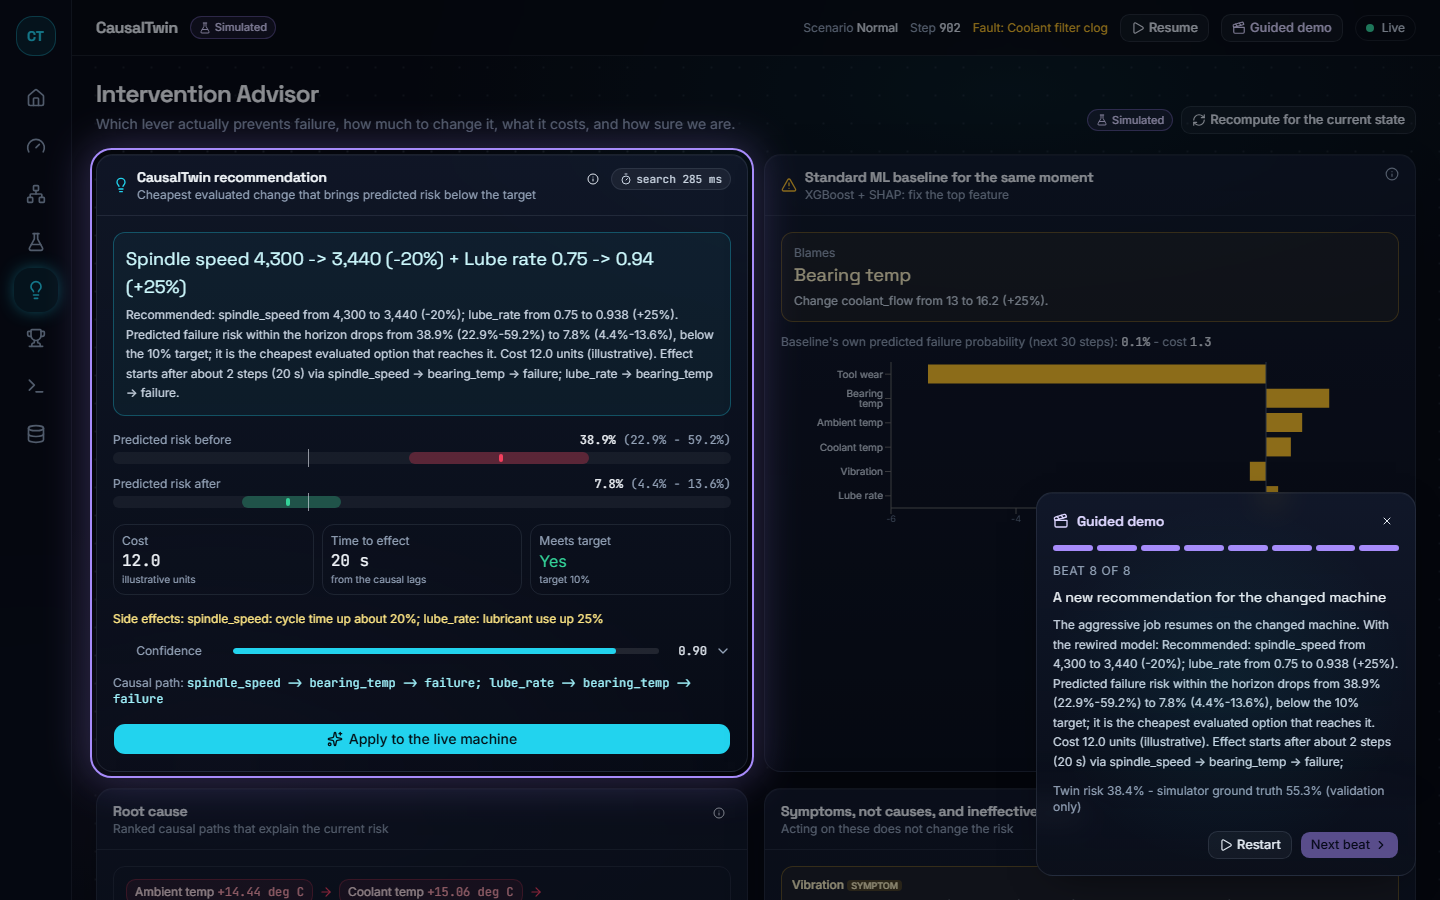 CT
CausalTwin
Simulated
Scenario Normal
Step 902
Fault: Coolant filter clog
Resume
Guided demo
Live
Intervention Advisor
Which lever actually prevents failure, how much to change it, what it costs, and how sure we are.
Simulated
Recompute for the current state
CausalTwin recommendation
Cheapest evaluated change that brings predicted risk below the target
search 285 ms
Spindle speed 4,300 -> 3,440 (-20%) + Lube rate 0.75 -> 0.94
(+25%)
Recommended: spindle_speed from 4,300 to 3,440 (-20%); lube_rate from 0.75 to 0.938 (+25%).
Predicted failure risk within the horizon drops from 38.9% (22.9%-59.2%) to 7.8% (4.4%-13.6%), below
the 10% target; it is the cheapest evaluated option that reaches it. Cost 12.0 units (illustrative). Effect
starts after about 2 steps (20 s) via spindle_speed → bearing_temp → failure; lube_rate → bearing_temp
→ failure.
Predicted risk before
38.9% (22.9% - 59.2%)
Predicted risk after
7.8% (4.4% - 13.6%)
Cost
12.0
illustrative units
Time to effect
20 s
from the causal lags
Meets target
Yes
target 10%
Side effects: spindle_speed: cycle time up about 20%; lube_rate: lubricant use up 25%
Confidence
0.90
Causal path: spindle_speed → bearing_temp → failure; lube_rate → bearing_temp →
failure
Apply to the live machine
Standard ML baseline for the same moment
XGBoost + SHAP: fix the top feature
Blames
Bearing temp
Change coolant_flow from 13 to 16.2 (+25%).
Baseline's own predicted failure probability (next 30 steps): 0.1% - cost 1.3
Tool wear
Bearing
temp
Ambient temp
Coolant temp
Vibration
Lube rate
-6
-4
Guided demo
BEAT 8 OF 8
A new recommendation for the changed machine
The aggressive job resumes on the changed machine. With
the rewired model: Recommended: spindle_speed from
4,300 to 3,440 (-20%); lube_rate from 0.75 to 0.938 (+25%).
Predicted failure risk within the horizon drops from 38.9%
(22.9%-59.2%) to 7.8% (4.4%-13.6%), below the 10%
target; it is the cheapest evaluated option that reaches it.
Cost 12.0 units (illustrative). Effect starts after about 2 steps
(20 s) via spindle_speed → bearing_temp → failure;
Twin risk 38.4% - simulator ground truth 55.3% (validation
only)
Restart
Next beat
Root cause
Ranked causal paths that explain the current risk
Ambient temp +14.44 deg C → Coolant temp +15.06 deg C →
Symptoms, not causes, and ineffective
Acting on these does not change the risk
Vibration SYMPTOM